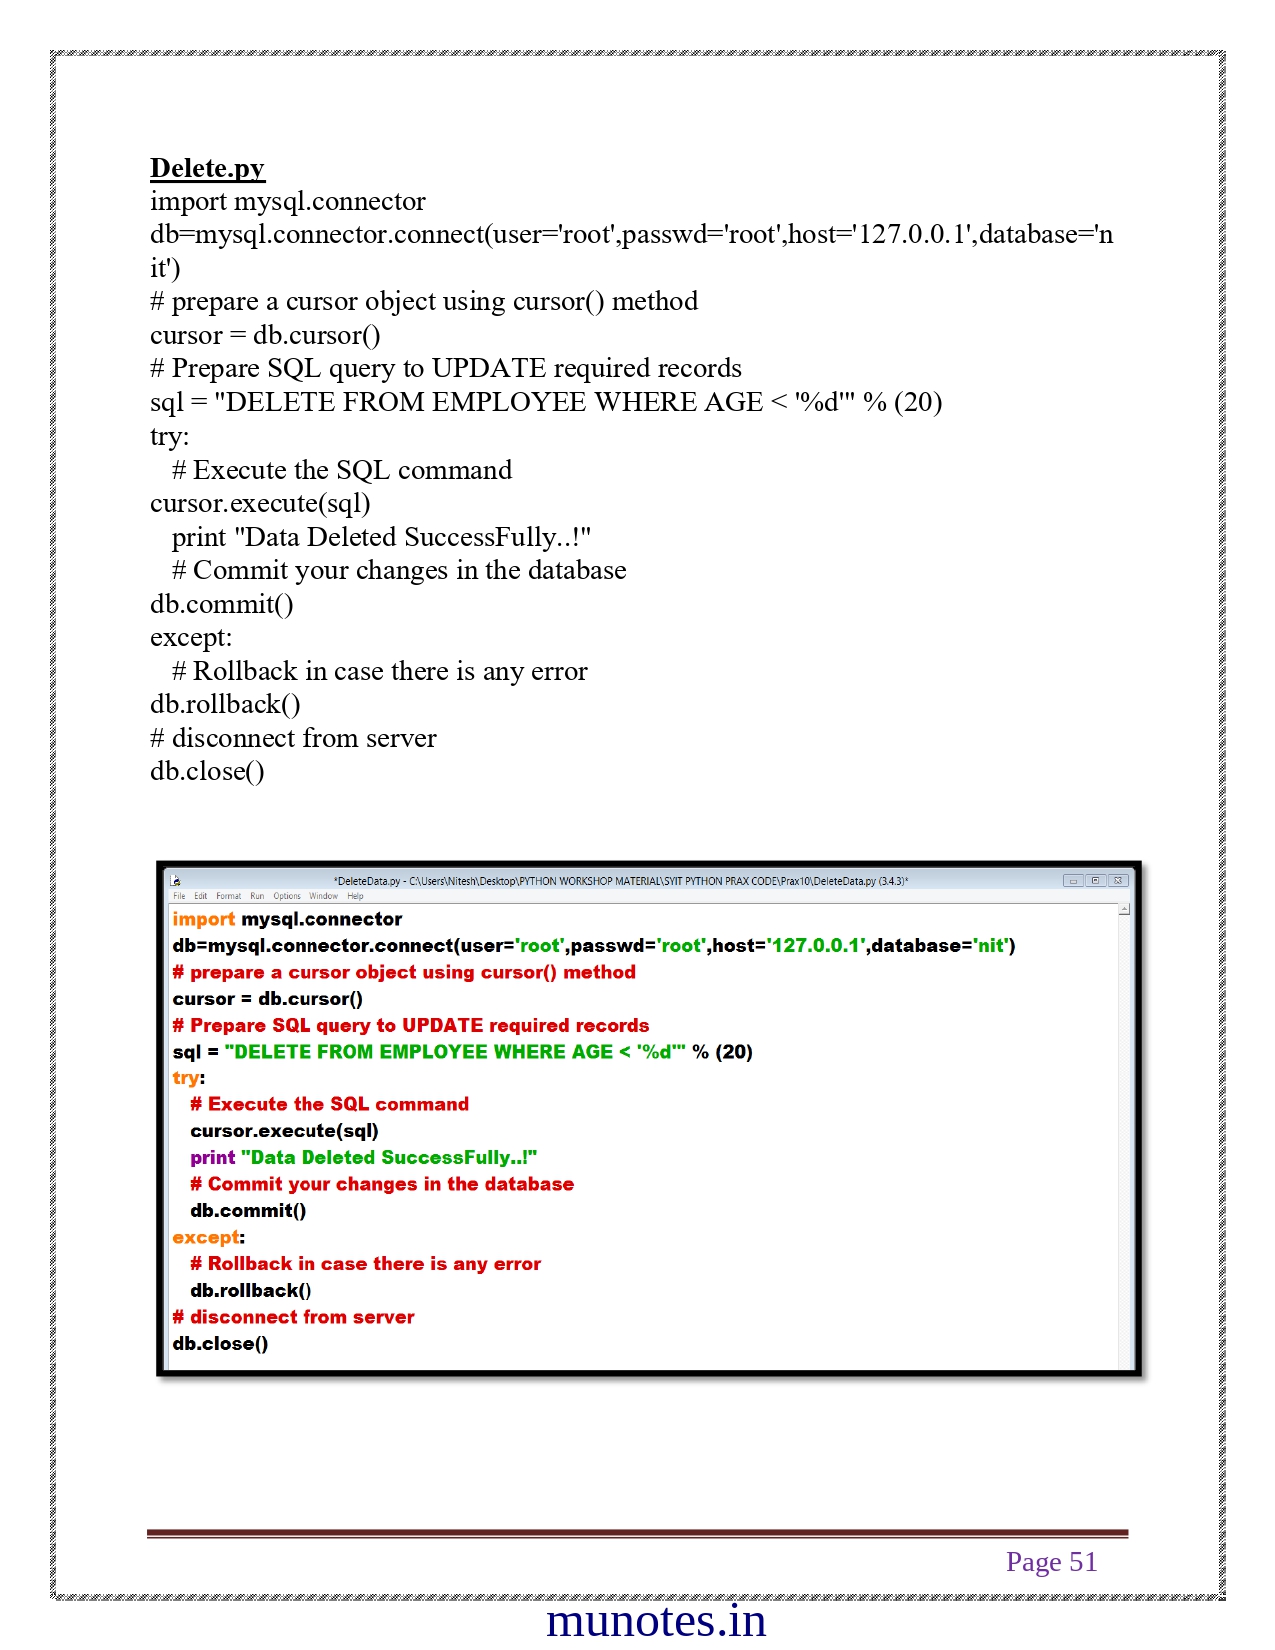 Delete.py
import mysql.connector
db=mysql.connector.connect(user='root',passwd='root',host='127.0.0.1',database='n
it')
# prepare a cursor object using cursor() method
cursor = db.cursor()
# Prepare SQL query to UPDATE required records
sql = "DELETE FROM EMPLOYEE WHERE AGE < '%d'" % (20)
try:
   # Execute the SQL command
cursor.execute(sql)
   print "Data Deleted SuccessFully..!"
   # Commit your changes in the database
db.commit()
except:
   # Rollback in case there is any error
db.rollback()
# disconnect from server
db.close()
*DeleteData.py - C:\Users\Nitesh\Desktop\PYTHON WORKSHOP MATERIAL\SYIT PYTHON PRAX CODE\Prax10\DeleteData.py (3.4.3)*
File Edit Format Run Options Window Help
import mysql.connector
db=mysql.connector.connect(user='root',passwd='root',host='127.0.0.1',database='nit')
# prepare a cursor object using cursor() method
cursor = db.cursor()
# Prepare SQL query to UPDATE required records
sql = "DELETE FROM EMPLOYEE WHERE AGE < '%d'" % (20)
try:
   # Execute the SQL command
   cursor.execute(sql)
   print "Data Deleted SuccessFully..!"
   # Commit your changes in the database
   db.commit()
except:
   # Rollback in case there is any error
   db.rollback()
# disconnect from server
db.close()
Page 51
munotes.in